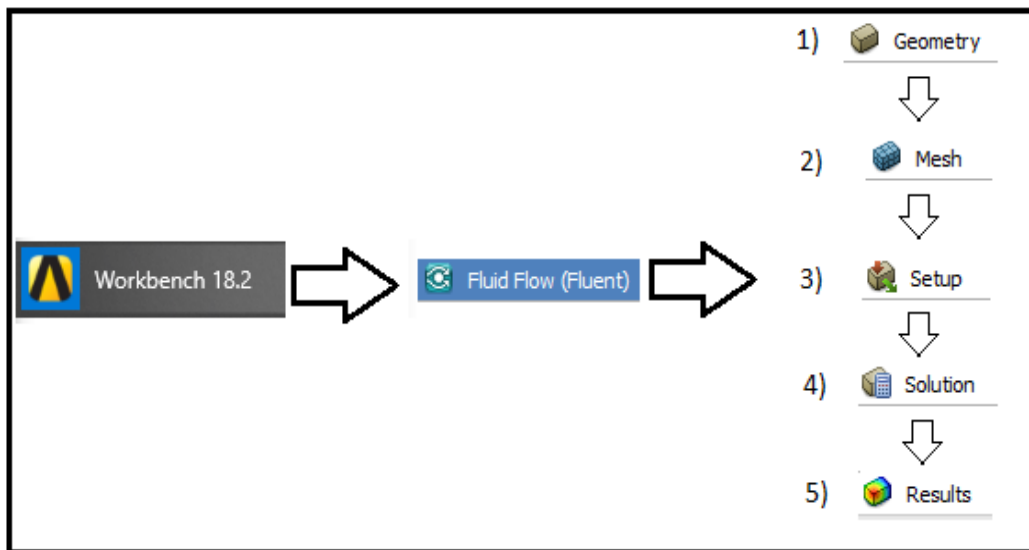 1) Geometry
2) Mesh
Workbench 18.2
Fluid Flow (Fluent)
3) Setup
4) Solution
5) Results